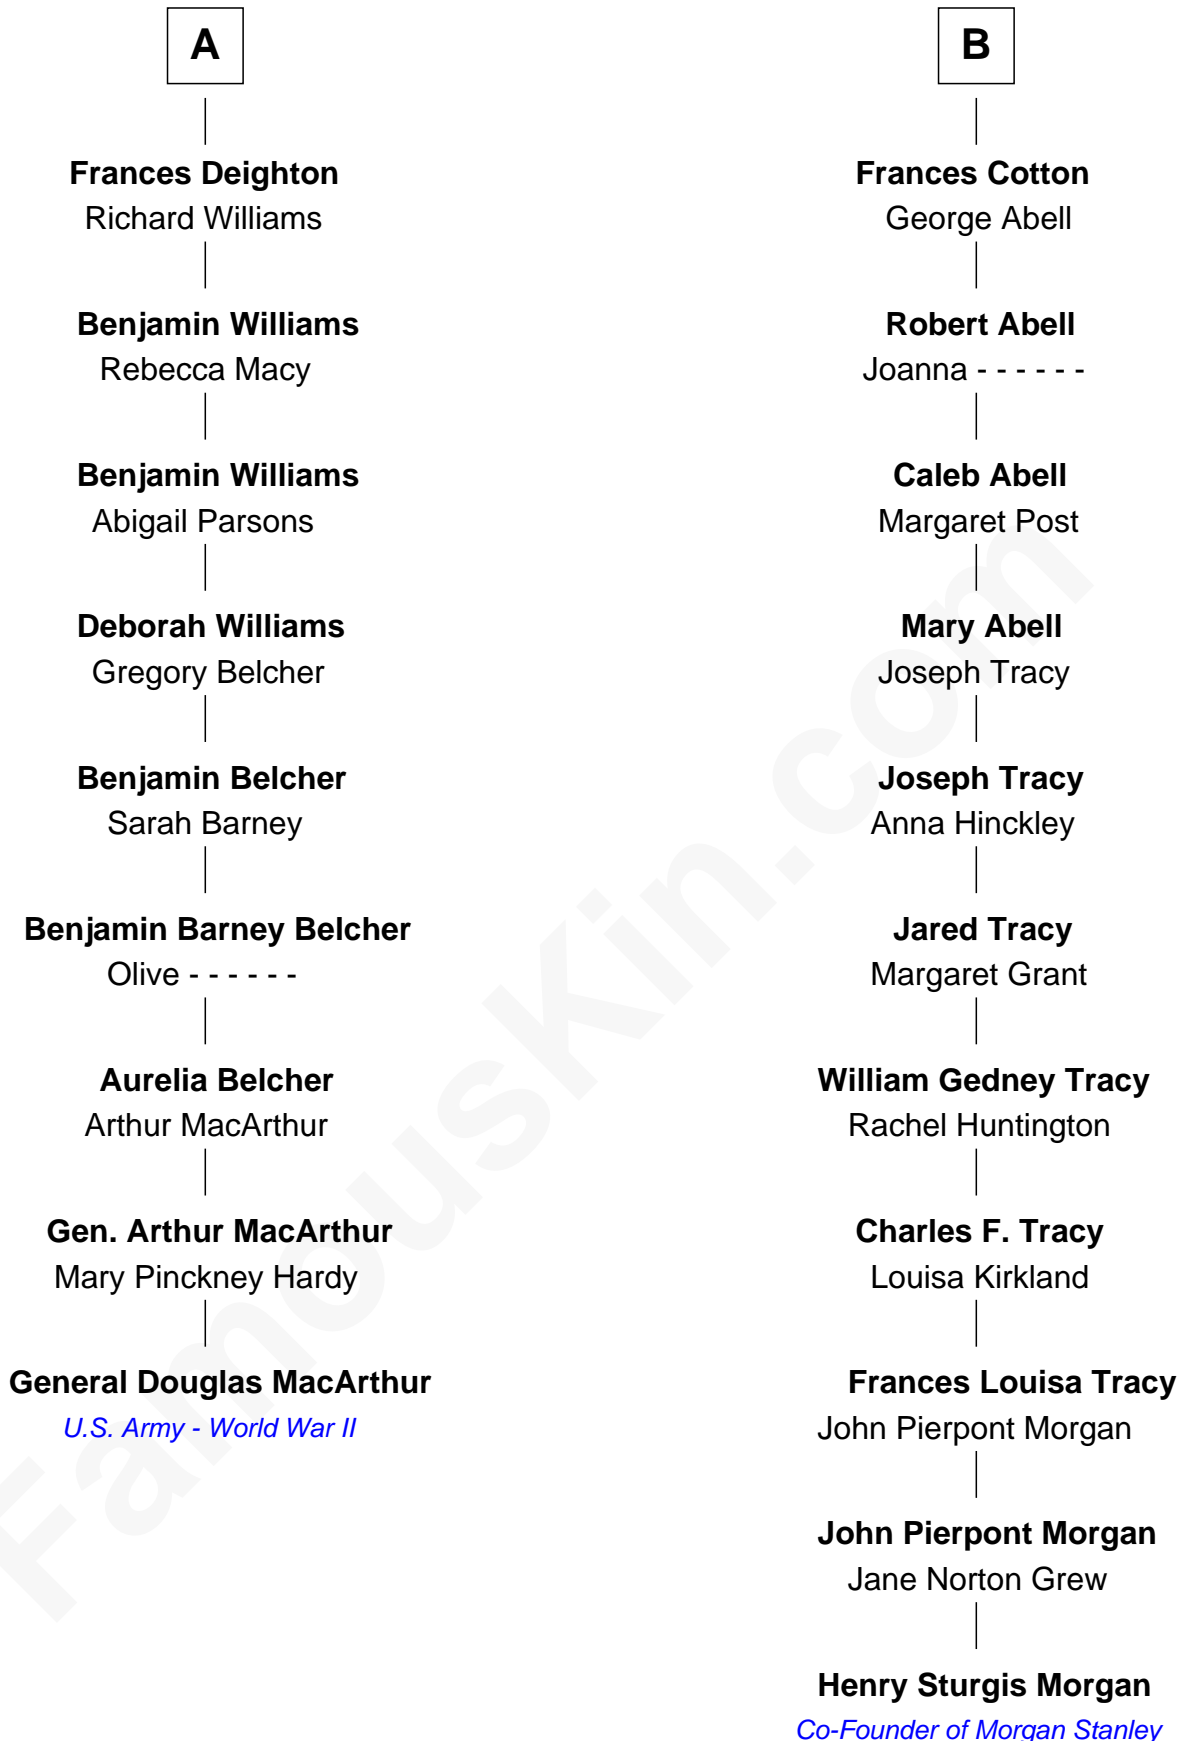 A
Frances Deighton
Richard Williams
Benjamin Williams
Rebecca Macy
Benjamin Williams
Abigail Parsons
Deborah Williams
Gregory Belcher
Benjamin Belcher
Sarah Barney
Benjamin Barney Belcher
Olive - - - - - -
Aurelia Belcher
Arthur MacArthur
Gen. Arthur MacArthur
Mary Pinckney Hardy
General Douglas MacArthur
U.S. Army - World War II
B
Frances Cotton
George Abell
Robert Abell
Joanna - - - - - -
Caleb Abell
Margaret Post
Mary Abell
Joseph Tracy
Joseph Tracy
Anna Hinckley
Jared Tracy
Margaret Grant
William Gedney Tracy
Rachel Huntington
Charles F. Tracy
Louisa Kirkland
Frances Louisa Tracy
John Pierpont Morgan
John Pierpont Morgan
Jane Norton Grew
Henry Sturgis Morgan
Co-Founder of Morgan Stanley
FamousKin.com